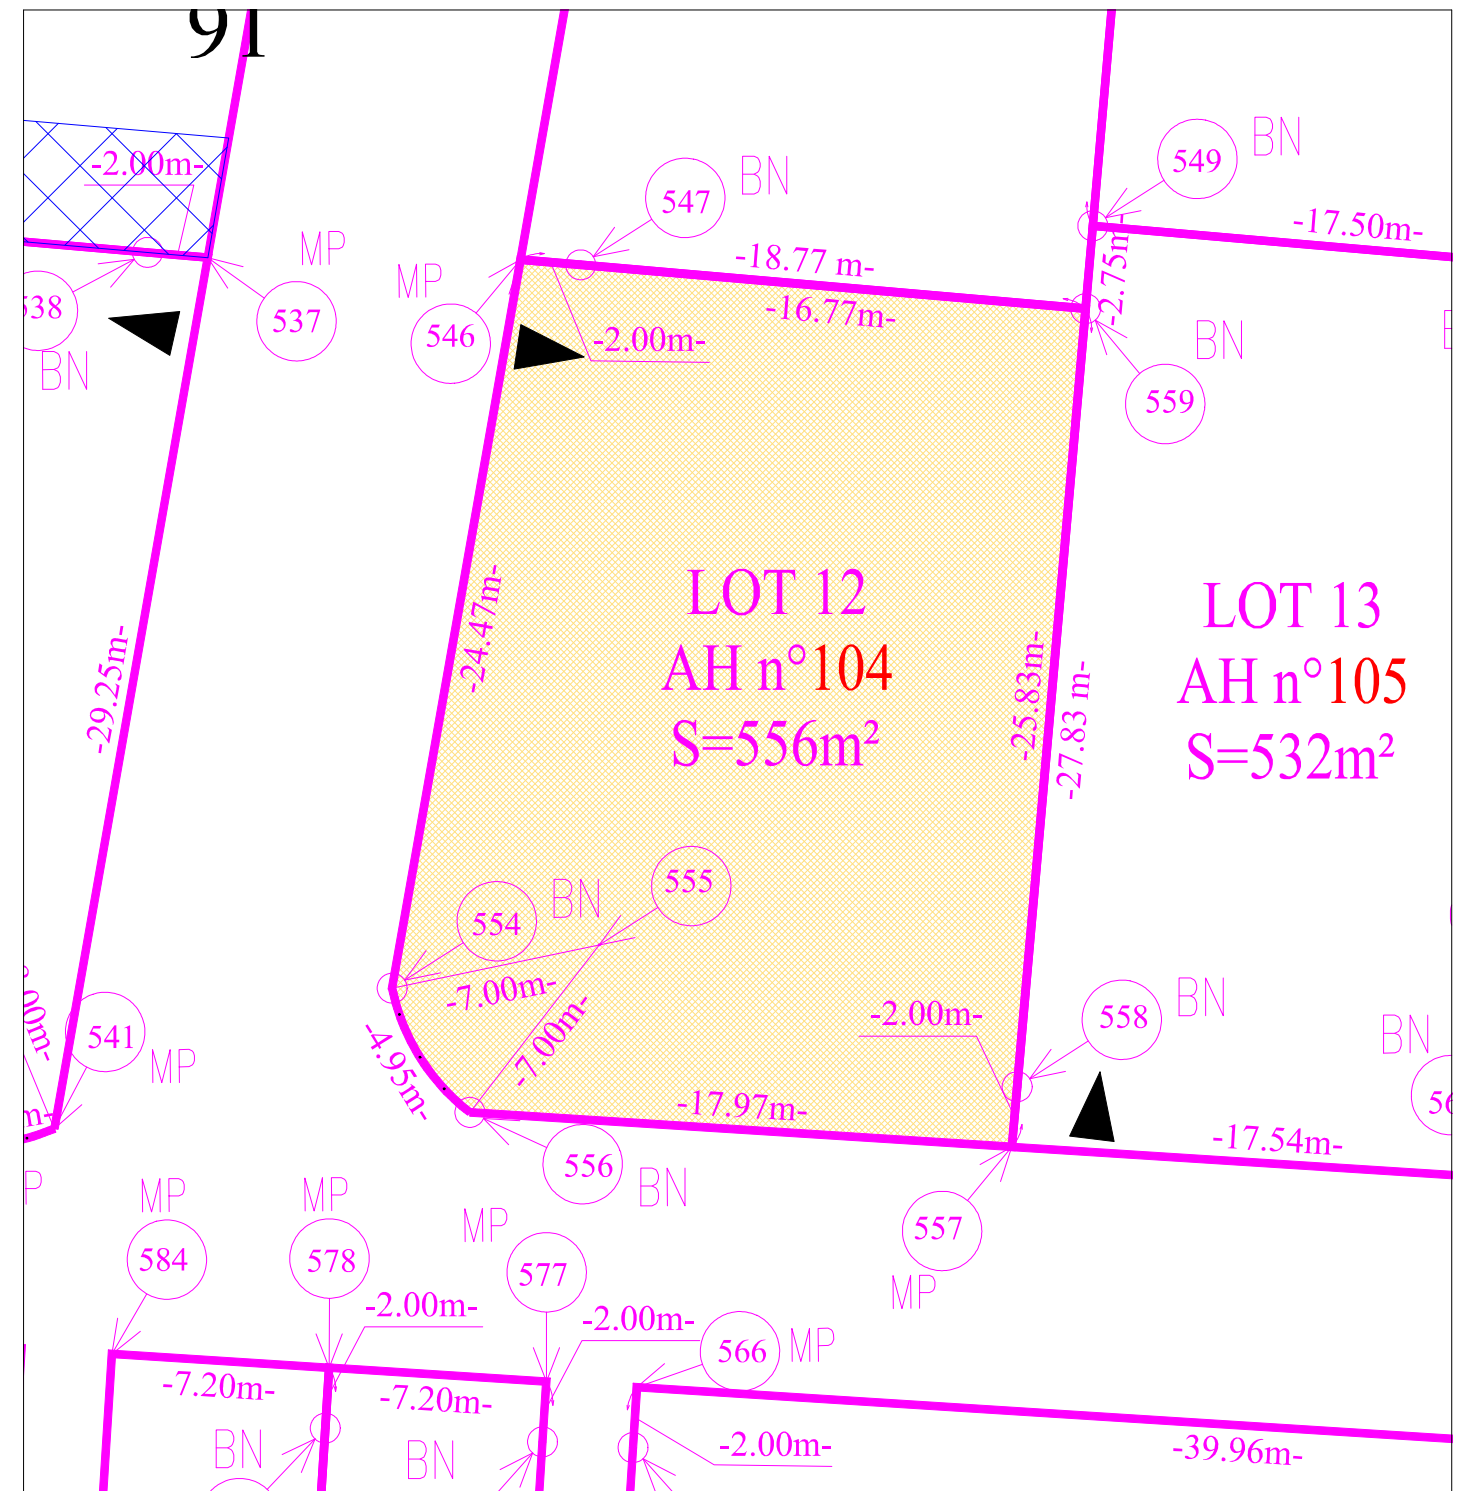 91
-2.00m-
BN
549
547
BN
-17.50m-
MP
-18.77 m-
-2.75m-
MP
538
537
546
-16.77m-
-2.00m-
BN
BN
559
LOT 12
AH n°104
S=556m²
LOT 13
AH n°105
S=532m²
-24.47m-
-29.25m-
-25.83m-
-27.83 m-
555
BN
554
-7.00m-
-7.00m-
-4.95m-
-2.00m-
558
BN
BN
541
MP
-17.97m-
-17.54m-
556
BN
557
MP
MP
584
MP
578
MP
577
-2.00m-
-2.00m-
566
MP
-7.20m-
-7.20m-
BN
BN
-2.00m-
-39.96m-